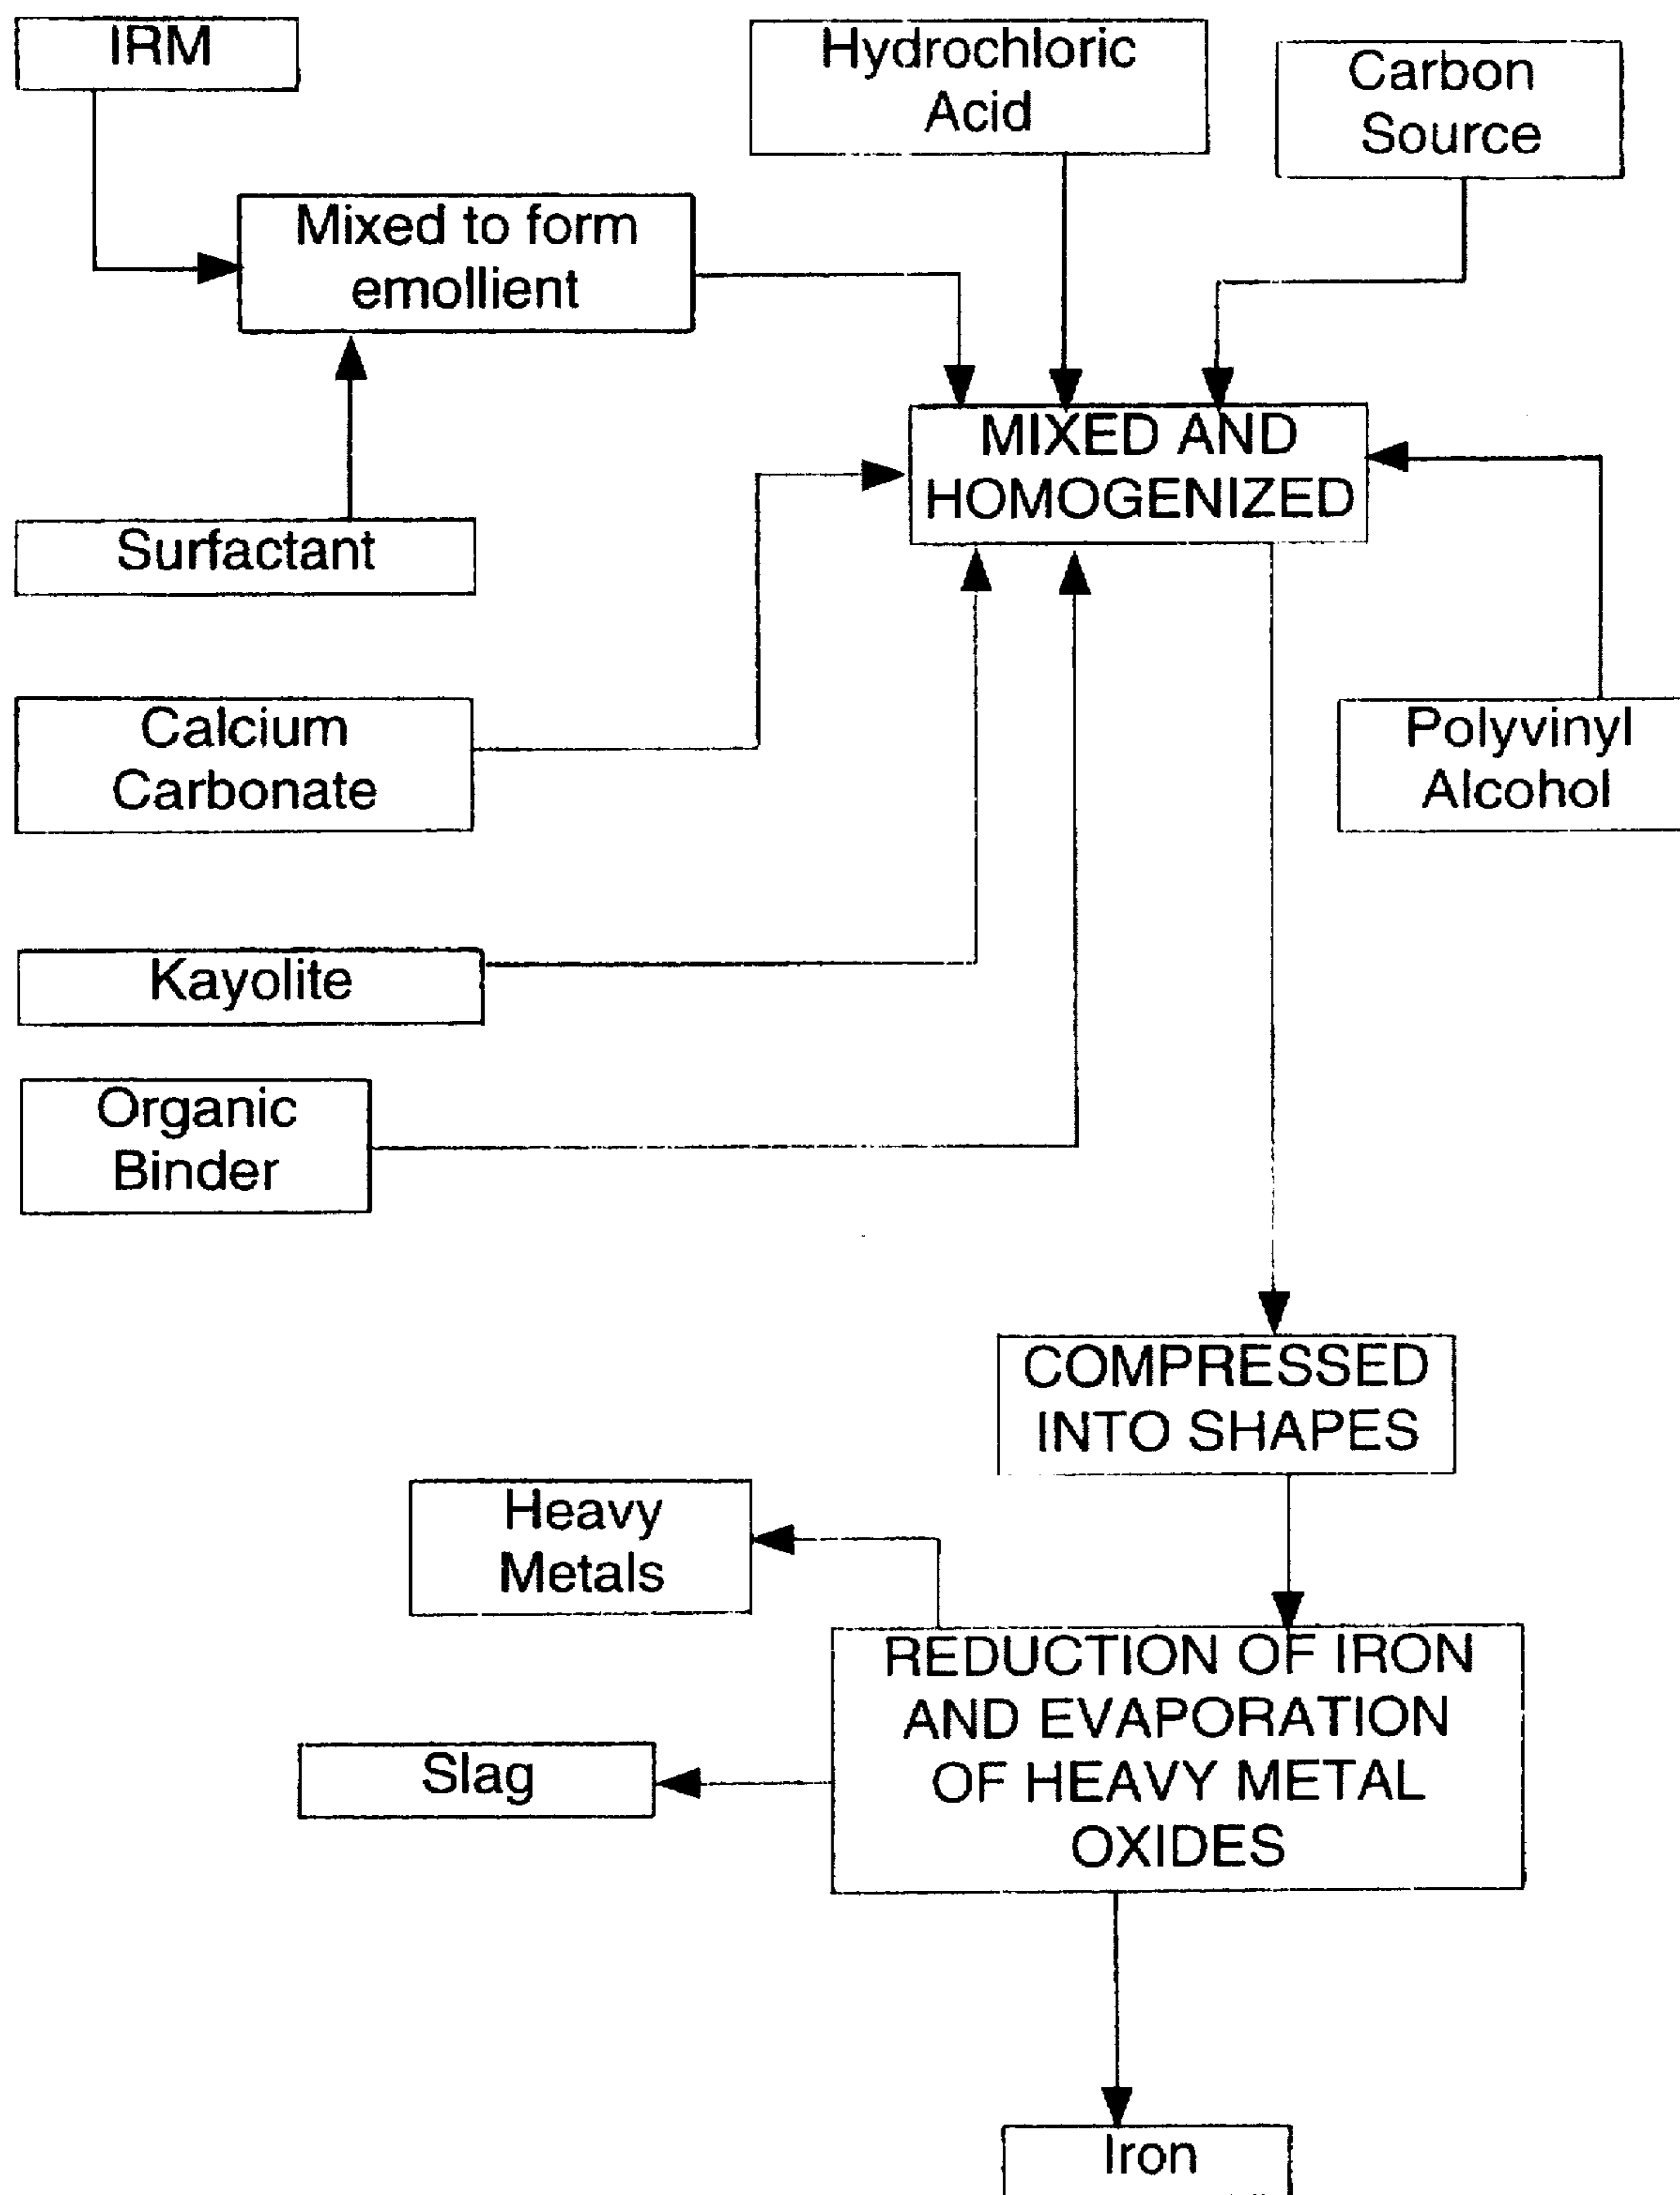 IRM
Hydrochloric
Acid
Carbon
Source
Mixed to form
emollient
MIXED AND
HOMOGENIZED
Surfactant
Calcium
Carbonate
Polyvinyl
Alcohol
Kayolite
Organic
Binder
COMPRESSED
INTO SHAPES
Heavy
Metals
REDUCTION OF IRON
AND EVAPORATION
OF HEAVY METAL
OXIDES
Slag
Iron